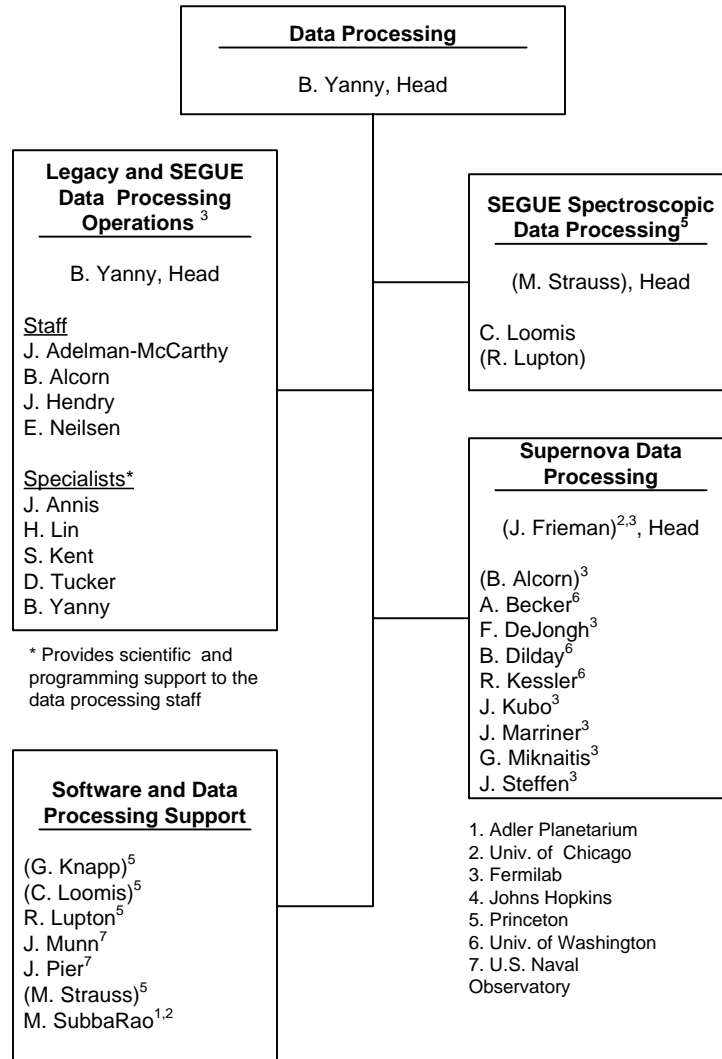 Data Processing
B. Yanny, Head
Legacy and SEGUE
Data Processing
Operations 3
B. Yanny, Head
Staff
J. Adelman-McCarthy
B. Alcorn
J. Hendry
E. Neilsen
Specialists*
J. Annis
H. Lin
S. Kent
D. Tucker
B. Yanny
* Provides scientific and
programming support to the
data processing staff
Software and Data
Processing Support
(G. Knapp)5
(C. Loomis)5
R. Lupton5
J. Munn7
J. Pier7
(M. Strauss)5
M. SubbaRao1,2
SEGUE Spectroscopic
Data Processing5
(M. Strauss), Head
C. Loomis
(R. Lupton)
Supernova Data
Processing
(J. Frieman)2,3, Head
(B. Alcorn)3
A. Becker6
F. DeJongh3
B. Dilday6
R. Kessler6
J. Kubo3
J. Marriner3
G. Miknaitis3
J. Steffen3
1. Adler Planetarium
2. Univ. of Chicago
3. Fermilab
4. Johns Hopkins
5. Princeton
6. Univ. of Washington
7. U.S. Naval
Observatory